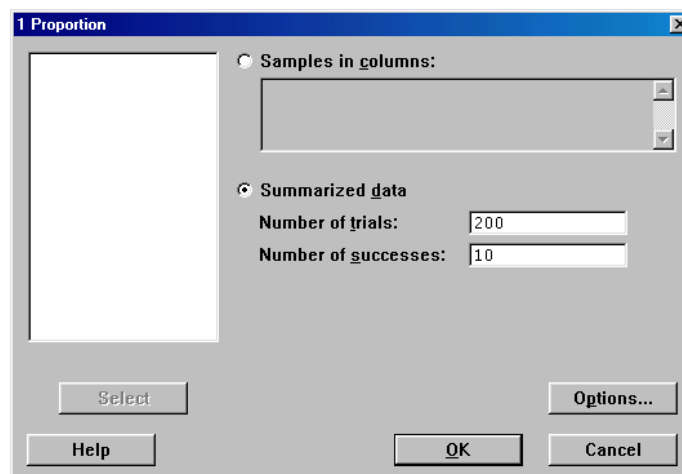 1 Proportion
Samples in columns:
Summarized data
Number of trials: 200
Number of successes: 10
Select
Options...
Help
OK
Cancel